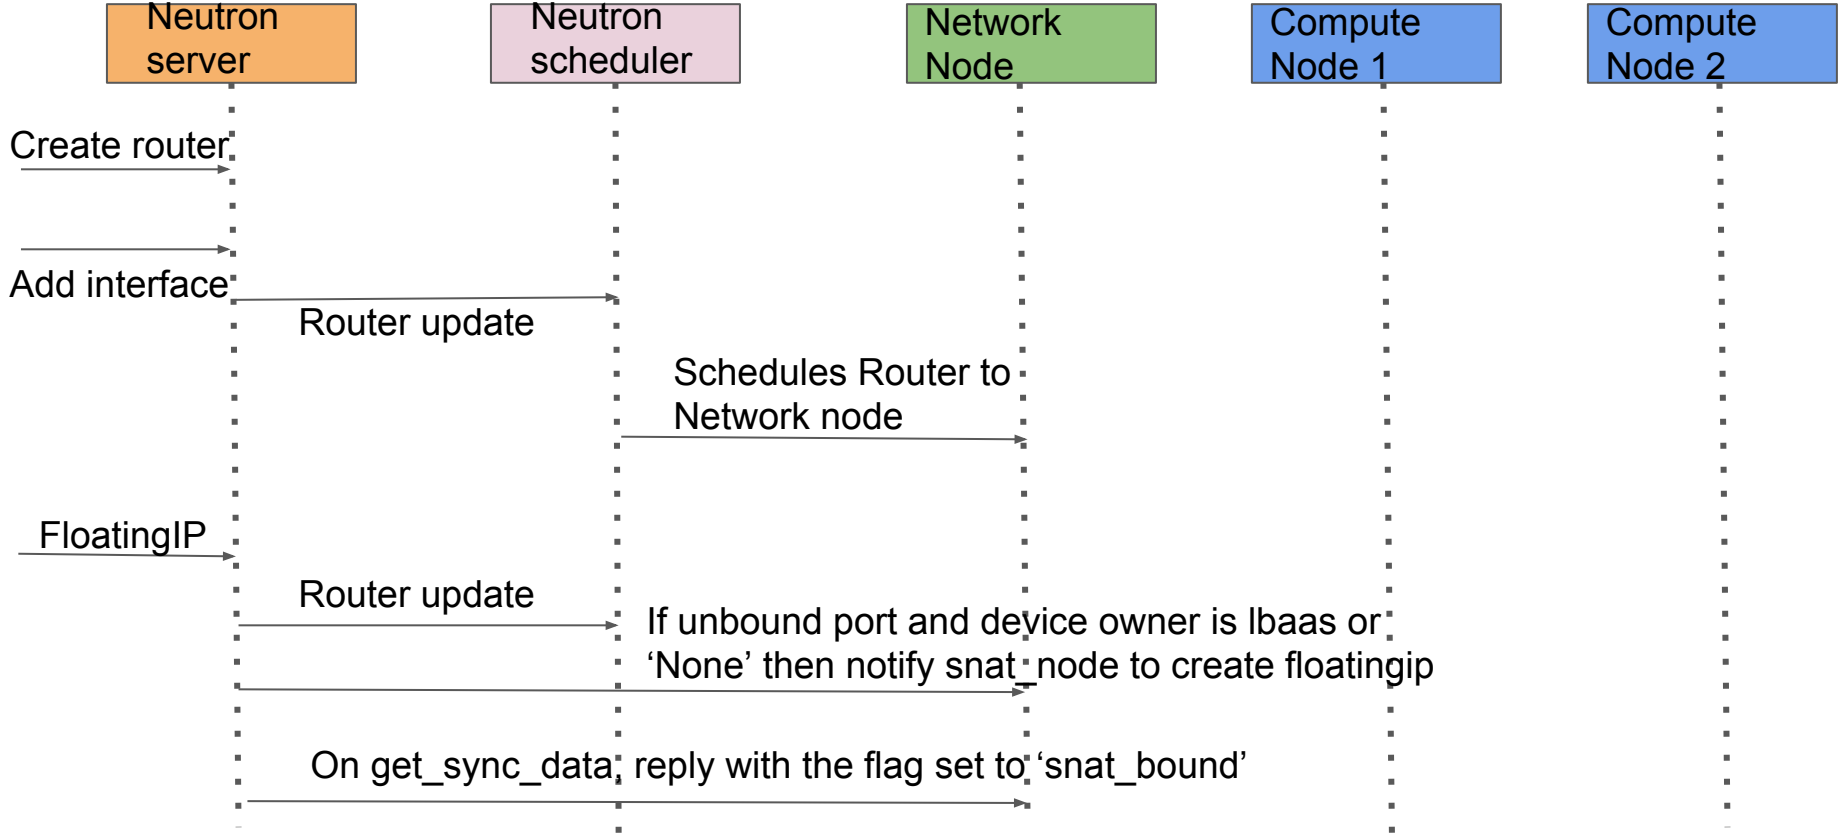 Neutron
server
Neutron
scheduler
Network
Node
Compute
Node 1
Compute
Node 2
Create router
Add interface
Router update
Schedules Router to
Network node
FloatingIP
Router update
If unbound port and device owner is lbaas or
‘None’ then notify snat_node to create floatingip
On get_sync_data, reply with the flag set to ‘snat_bound’